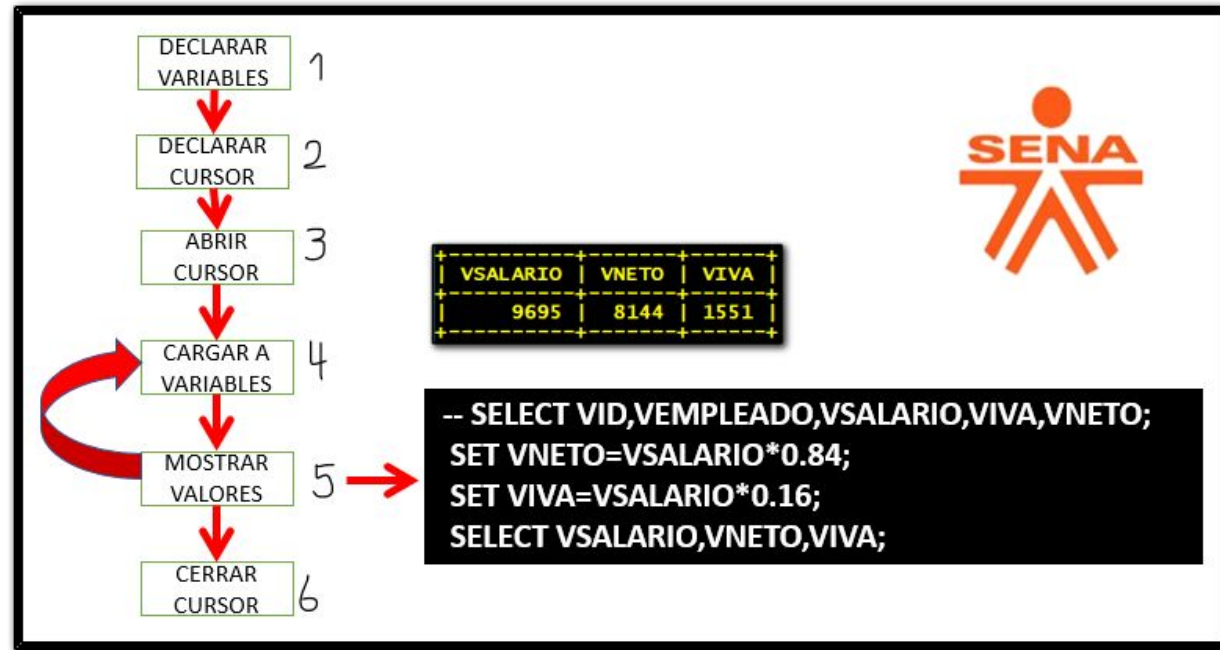 DECLARAR
VARIABLES
1
DECLARAR
CURSOR
2
ABRIR
CURSOR
3
CARGAR A
VARIABLES
4
MOSTRAR
VALORES
5
CERRAR
CURSOR
6
SENA
+----------+-------+------+
| VSALARIO | VNETO | VIVA |
+----------+-------+------+
| 9695 | 8144 | 1551 |
+----------+-------+------+
-- SELECT VID,VEMPLEADO,VSALARIO,VIVA,VNETO;
SET VNETO=VSALARIO*0.84;
SET VIVA=VSALARIO*0.16;
SELECT VSALARIO,VNETO,VIVA;